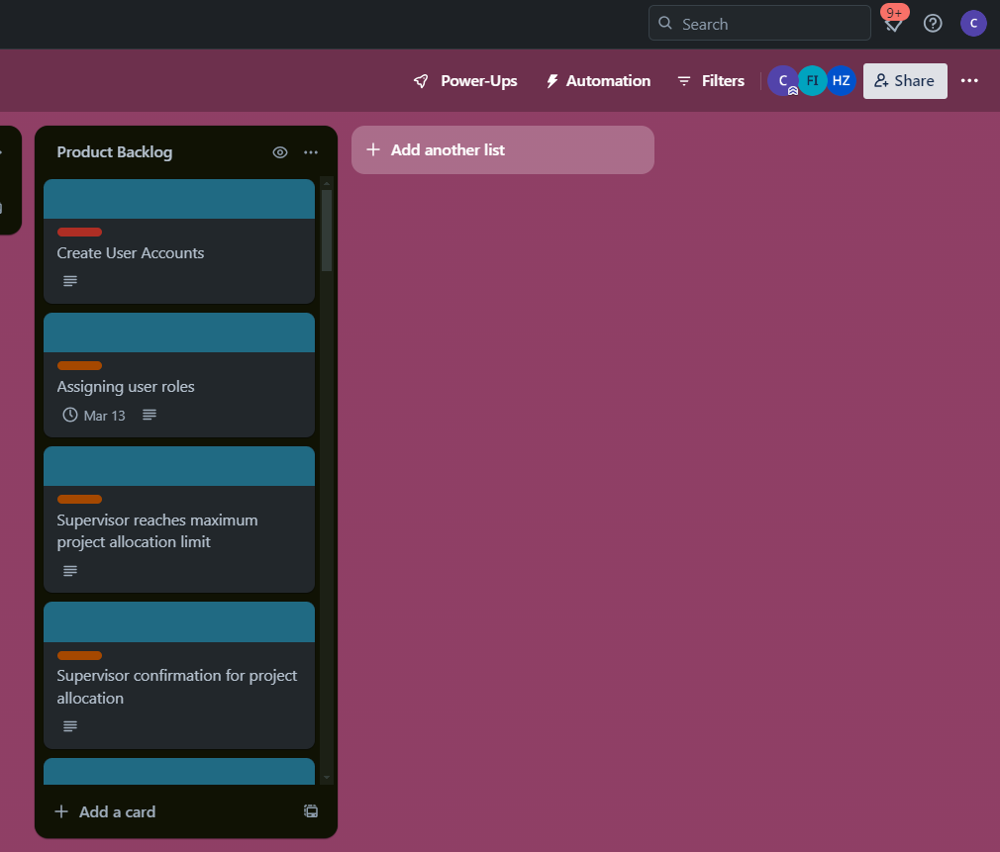 Search
9+
C
Power-Ups
Automation
Filters
C
FI
HZ
Share
Product Backlog
Add another list
Create User Accounts
Assigning user roles
Mar 13
Supervisor reaches maximum
project allocation limit
Supervisor confirmation for project
allocation
Add a card